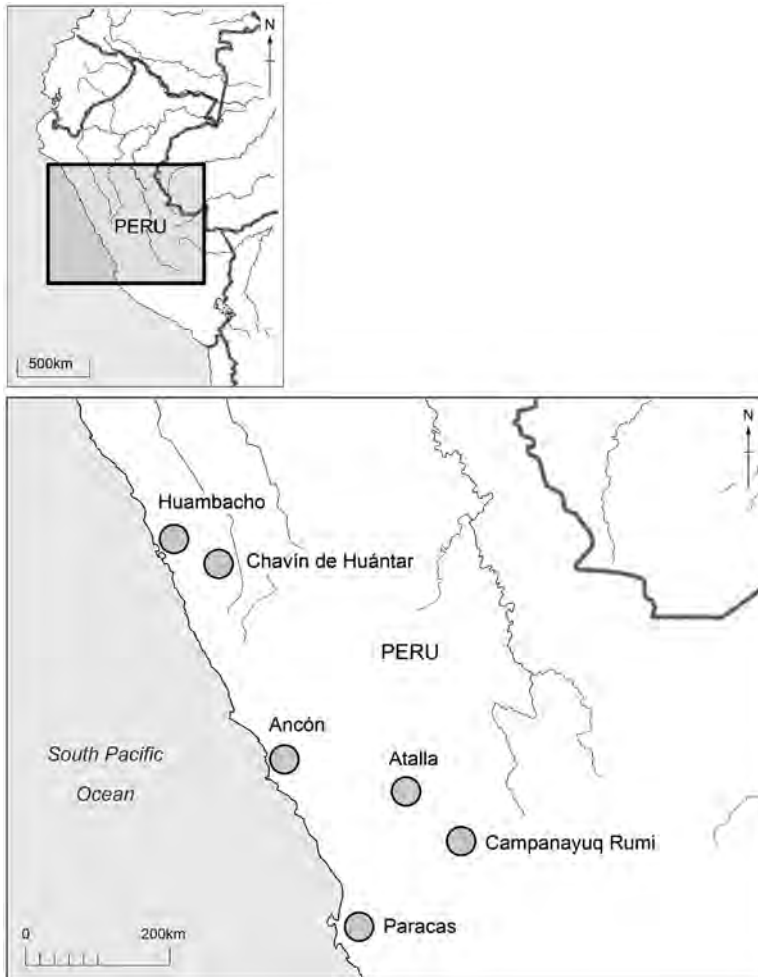 N
PERU
500km
N
Huambacho
Chavín de Huántar
PERU
Ancón
South Pacific
Ocean
Atalla
Campanayuq Rumi
Paracas
0 200km